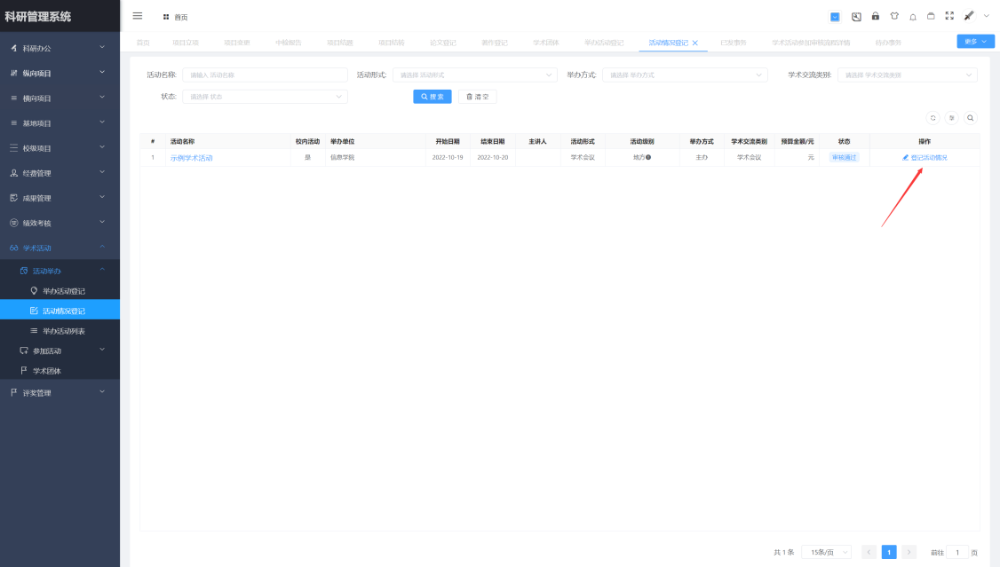 科研管理系统
首页
科研办公
纵向项目
横向项目
基地项目
校级项目
经费管理
成果管理
绩效考核
学术活动
活动举办
举办活动登记
活动情况登记
举办活动列表
参加活动
学术团体
评奖管理
首页 项目立项 项目变更 中检报告 项目结题 项目结转 论文登记 著作登记 学术团体 举办活动登记 活动情况登记 已发事务 学术活动参加审核流程详情 待办事务 更多
活动名称: 请输入 活动名称 活动形式: 请选择 活动形式 举办方式: 请选择 举办方式 学术交流类别: 请选择 学术交流类别
状态: 请选择 状态 搜 索 清 空
# 活动名称 校内活动 举办单位 开始日期 结束日期 主讲人 活动形式 活动级别 举办方式 学术交流类别 预算金额/元 状态 操作
1 示例学术活动 是 信息学院 2022-10-19 2022-10-20 学术会议 地方 主办 学术会议 元 审核通过 登记活动情况
共 1 条 15条/页 1 前往 1 页